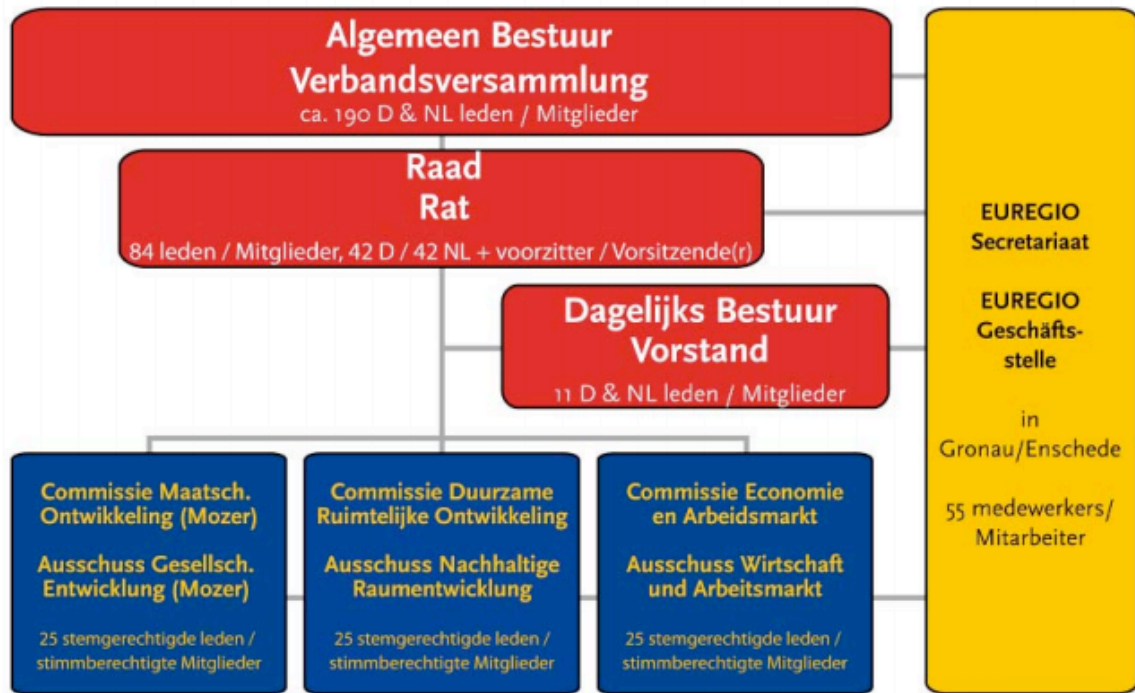 Algemeen Bestuur
Verbandsversammlung
ca. 190 D & NL leden / Mitglieder
Raad
Rat
84 leden / Mitglieder, 42 D / 42 NL + voorzitter / Vorsitzende(r)
Dagelijks Bestuur
Vorstand
11 D & NL leden / Mitglieder
Commissie Maatsch.
Ontwikkeling (Mozer)
Ausschuss Gesellsch.
Entwicklung (Mozer)
25 stemgerechtigde leden /
stimmberechtigte Mitglieder
Commissie Duurzame
Ruimtelijke Ontwikkeling
Ausschuss Nachhaltige
Raumentwicklung
25 stemgerechtigde leden /
stimmberechtigte Mitglieder
Commissie Economie
en Arbeidsmarkt
Ausschuss Wirtschaft
und Arbeitsmarkt
25 stemgerechtigde leden /
stimmberechtigte Mitglieder
EUREGIO
Secretariaat
EUREGIO
Geschäfts-
stelle
in
Gronau/Enschede
55 medewerkers/
Mitarbeiter